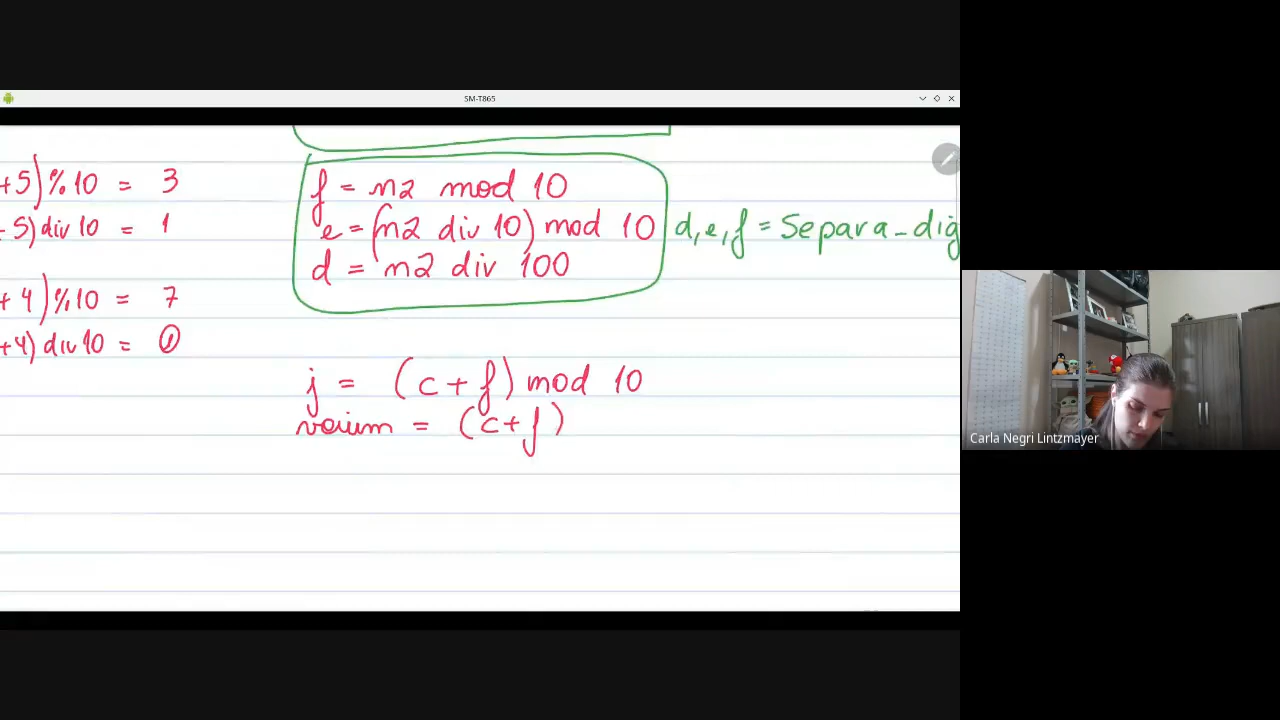 SM-T865
+5) % 10 = 3
- 5) div 10 = 1
+ 4) % 10 = 7
+4) div 10 = 0
f = n2 mod 10
e = (n2 div 10) mod 10
d = n2 div 100
d, e, f = Separa_dig
j = (c + f) mod 10
vaium = (c+f)
Carla Negri Lintzmayer